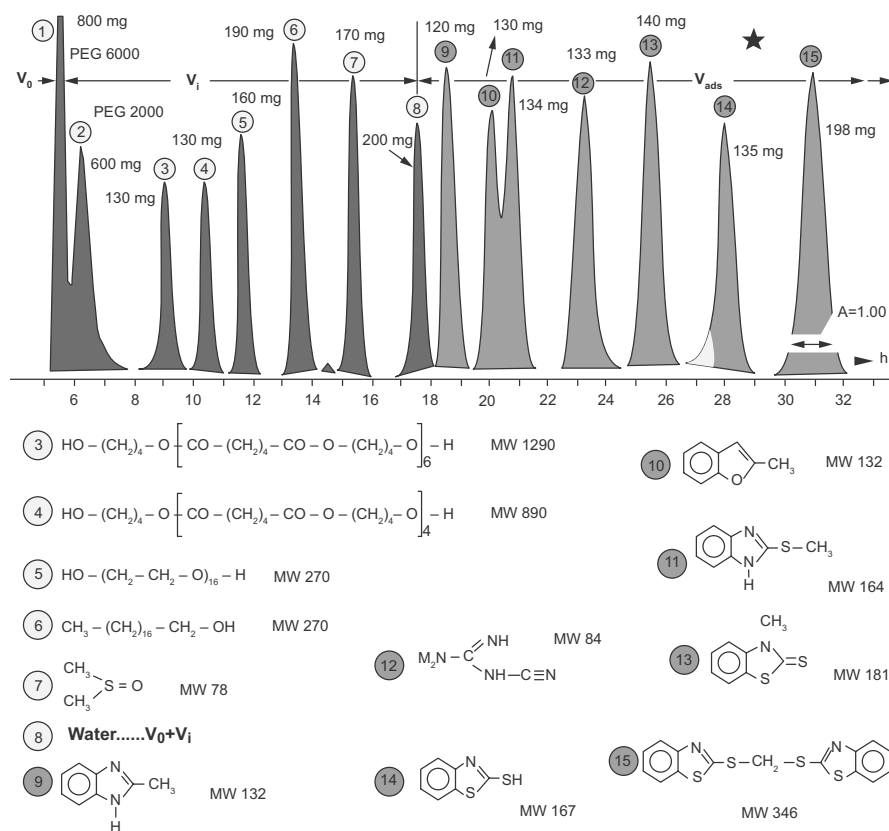 1
800 mg
PEG 6000
V0
Vi
2
PEG 2000
600 mg
130 mg
3
130 mg
4
160 mg
5
190 mg
6
170 mg
7
8
200 mg
120 mg
9
130 mg
10
11
134 mg
133 mg
12
140 mg
13
Vads
14
135 mg
15
198 mg
A=1.00
h
6 8 10 12 14 16 18 20 22 24 26 28 30 32
3 HO – (CH2)4 – O [ CO – (CH2)4 – CO – O – (CH2)4 – O ]6 – H MW 1290
4 HO – (CH2)4 – O [ CO – (CH2)4 – CO – O – (CH2)4 – O ]4 – H MW 890
5 HO – (CH2– CH2 – O)16 – H MW 270
6 CH3 – (CH2)16 – CH2 – OH MW 270
7 CH3 CH3 S = O MW 78
8 Water......V0+Vi
9 N N H CH3 MW 132
10 O CH3 MW 132
11 N N H S – CH3 MW 164
12 M2N – C NH NH – C≡N MW 84
13 CH3 N S = S MW 181
14 N S SH MW 167
15 N S S – CH2 – S N S MW 346